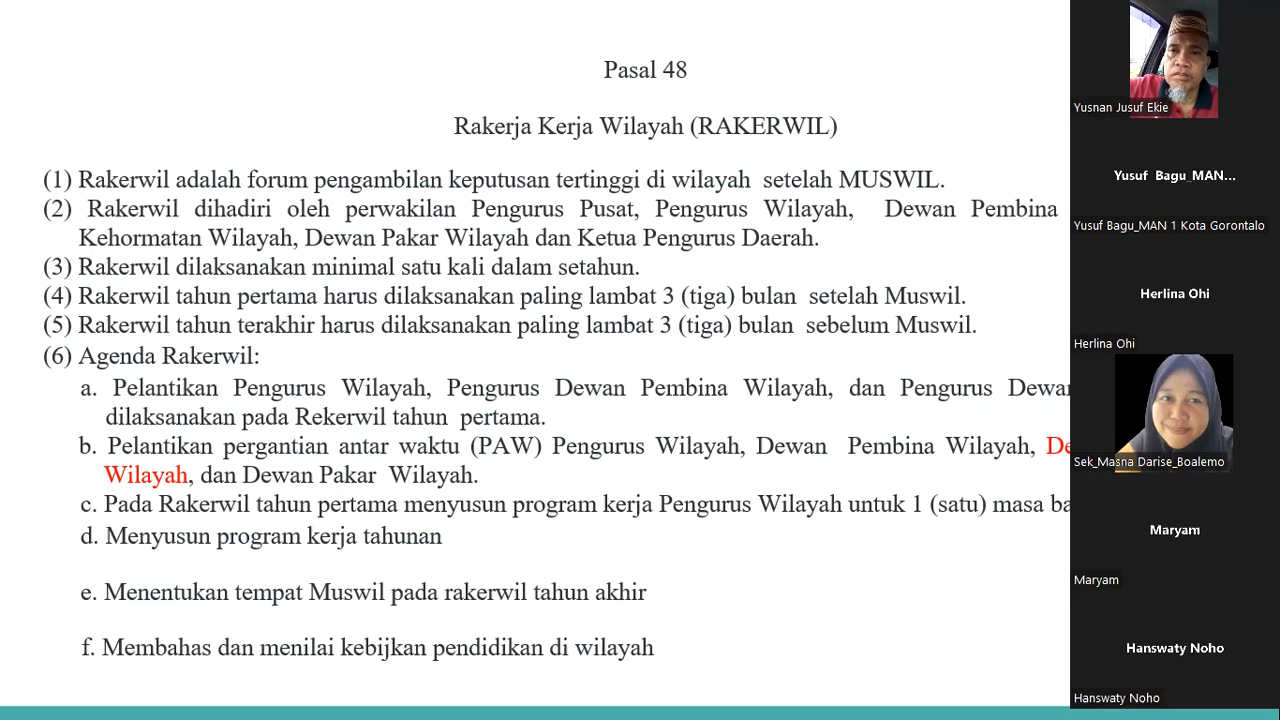 Pasal 48
Rakerja Kerja Wilayah (RAKERWIL)
(1) Rakerwil adalah forum pengambilan keputusan tertinggi di wilayah setelah MUSWIL.
(2) Rakerwil dihadiri oleh perwakilan Pengurus Pusat, Pengurus Wilayah, Dewan Pembina
Kehormatan Wilayah, Dewan Pakar Wilayah dan Ketua Pengurus Daerah.
(3) Rakerwil dilaksanakan minimal satu kali dalam setahun.
(4) Rakerwil tahun pertama harus dilaksanakan paling lambat 3 (tiga) bulan setelah Muswil.
(5) Rakerwil tahun terakhir harus dilaksanakan paling lambat 3 (tiga) bulan sebelum Muswil.
(6) Agenda Rakerwil:
a. Pelantikan Pengurus Wilayah, Pengurus Dewan Pembina Wilayah, dan Pengurus Dewan
dilaksanakan pada Rekerwil tahun pertama.
b. Pelantikan pergantian antar waktu (PAW) Pengurus Wilayah, Dewan Pembina Wilayah,
Wilayah, dan Dewan Pakar Wilayah.
c. Pada Rakerwil tahun pertama menyusun program kerja Pengurus Wilayah untuk 1 (satu) masa
d. Menyusun program kerja tahunan
e. Menentukan tempat Muswil pada rakerwil tahun akhir
f. Membahas dan menilai kebijkan pendidikan di wilayah
Yusnan Jusuf Ekie
Yusuf Bagu_MAN...
Yusuf Bagu_MAN 1 Kota Gorontalo
Herlina Ohi
Herlina Ohi
Sek_Masna Darise_Boalemo
Maryam
Maryam
Hanswaty Noho
Hanswaty Noho